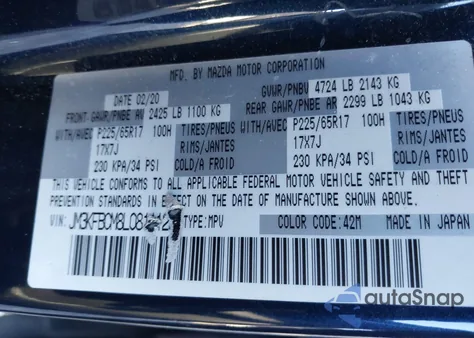 MFD. BY MAZDA MOTOR CORPORATION
DATE 02/20
GVWR/PNBV 4724 LB 2143 KG
FRONT-GAWR/PNBE AV 2425 LB 1100 KG
REAR GAWR/PNBE AR 2299 LB 1043 KG
WITH/AVEC P225/65R17 100H TIRES/PNEUS
17X7J RIMS/JANTES
230 KPA/34 PSI COLD/A FROID
WITH/AVEC P225/65R17 100H TIRES/PNEUS
17X7J RIMS/JANTES
230 KPA/34 PSI COLD/A FROID
THIS VEHICLE CONFORMS TO ALL APPLICABLE FEDERAL MOTOR VEHICLE SAFETY AND THEFT
PREVENTION STANDARDS IN EFFECT ON THE DATE OF MANUFACTURE SHOWN ABOVE.
VIN: TYPE: MPV COLOR CODE: 42M MADE IN JAPAN
autoSnap